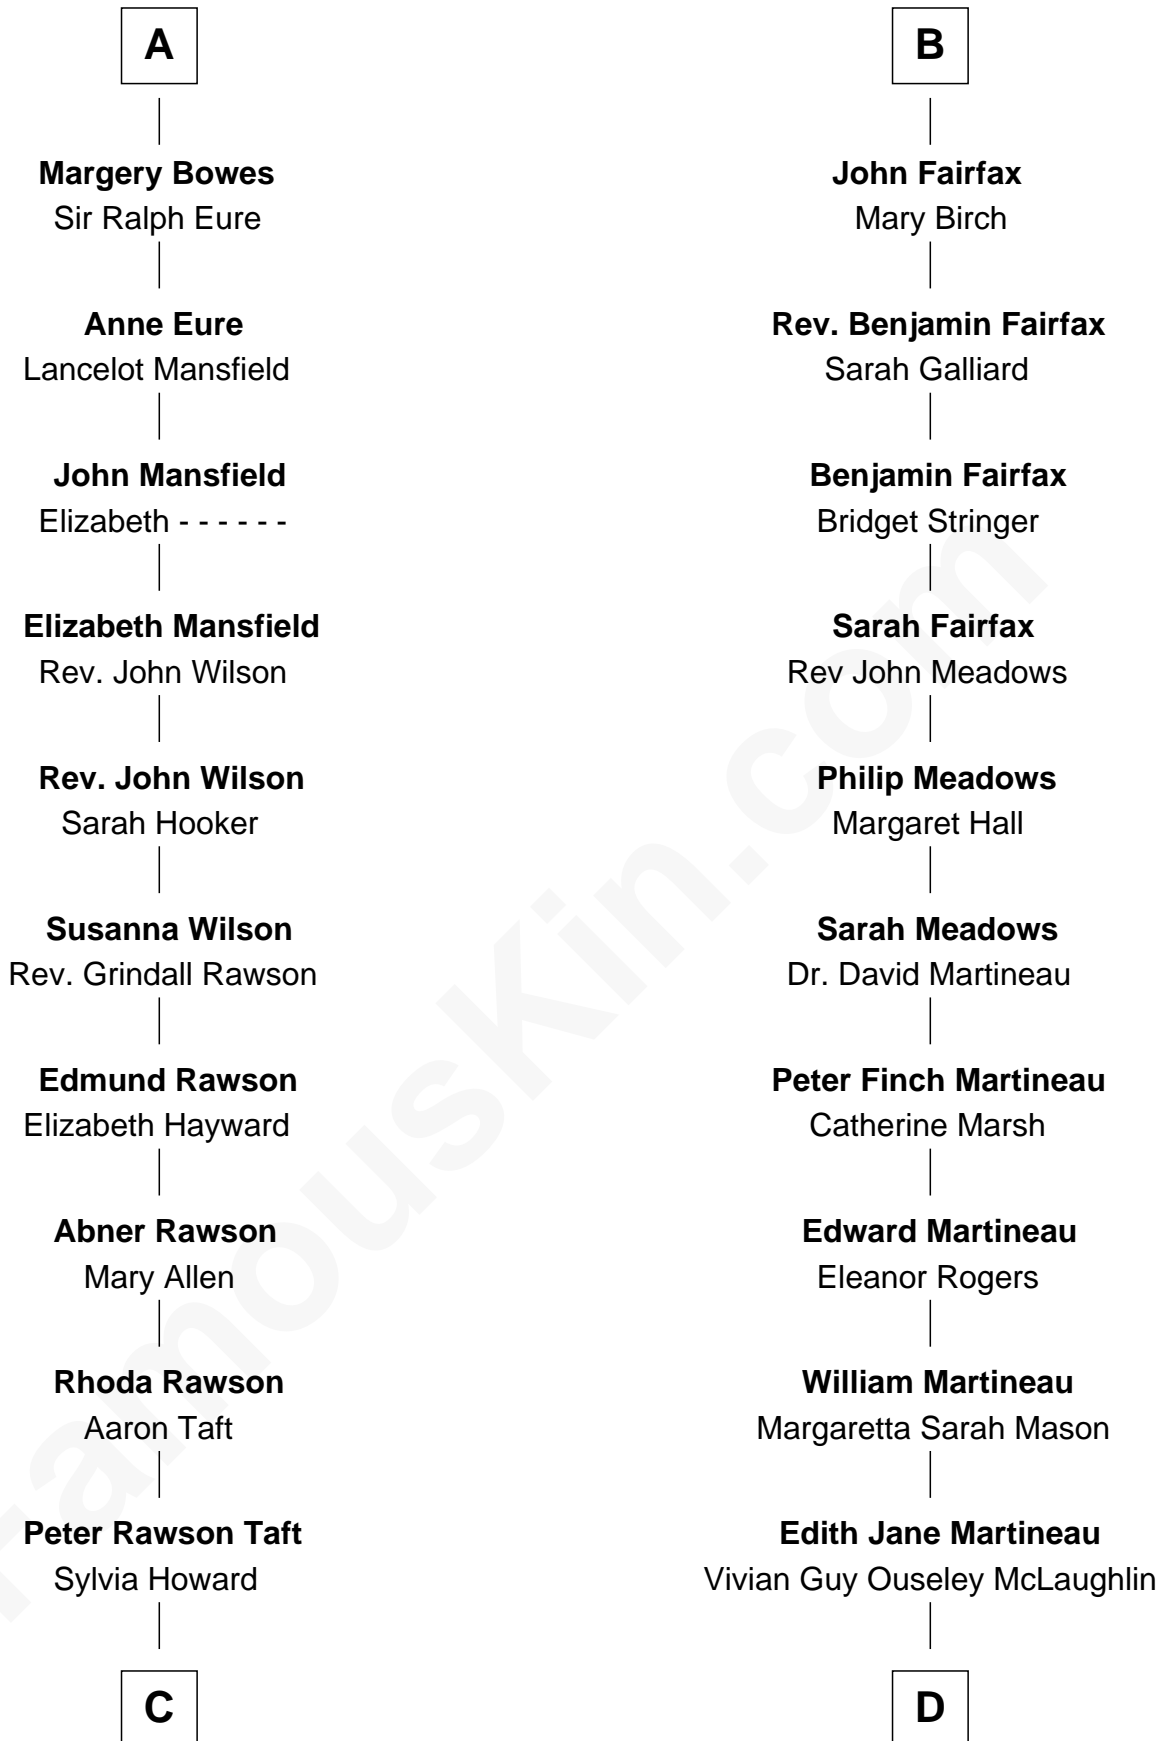 A
Margery Bowes
Sir Ralph Eure
Anne Eure
Lancelot Mansfield
John Mansfield
Elizabeth - - - - - -
Elizabeth Mansfield
Rev. John Wilson
Rev. John Wilson
Sarah Hooker
Susanna Wilson
Rev. Grindall Rawson
Edmund Rawson
Elizabeth Hayward
Abner Rawson
Mary Allen
Rhoda Rawson
Aaron Taft
Peter Rawson Taft
Sylvia Howard
C
B
John Fairfax
Mary Birch
Rev. Benjamin Fairfax
Sarah Galliard
Benjamin Fairfax
Bridget Stringer
Sarah Fairfax
Rev John Meadows
Philip Meadows
Margaret Hall
Sarah Meadows
Dr. David Martineau
Peter Finch Martineau
Catherine Marsh
Edward Martineau
Eleanor Rogers
William Martineau
Margaretta Sarah Mason
Edith Jane Martineau
Vivian Guy Ouseley McLaughlin
D
FamousKin.com